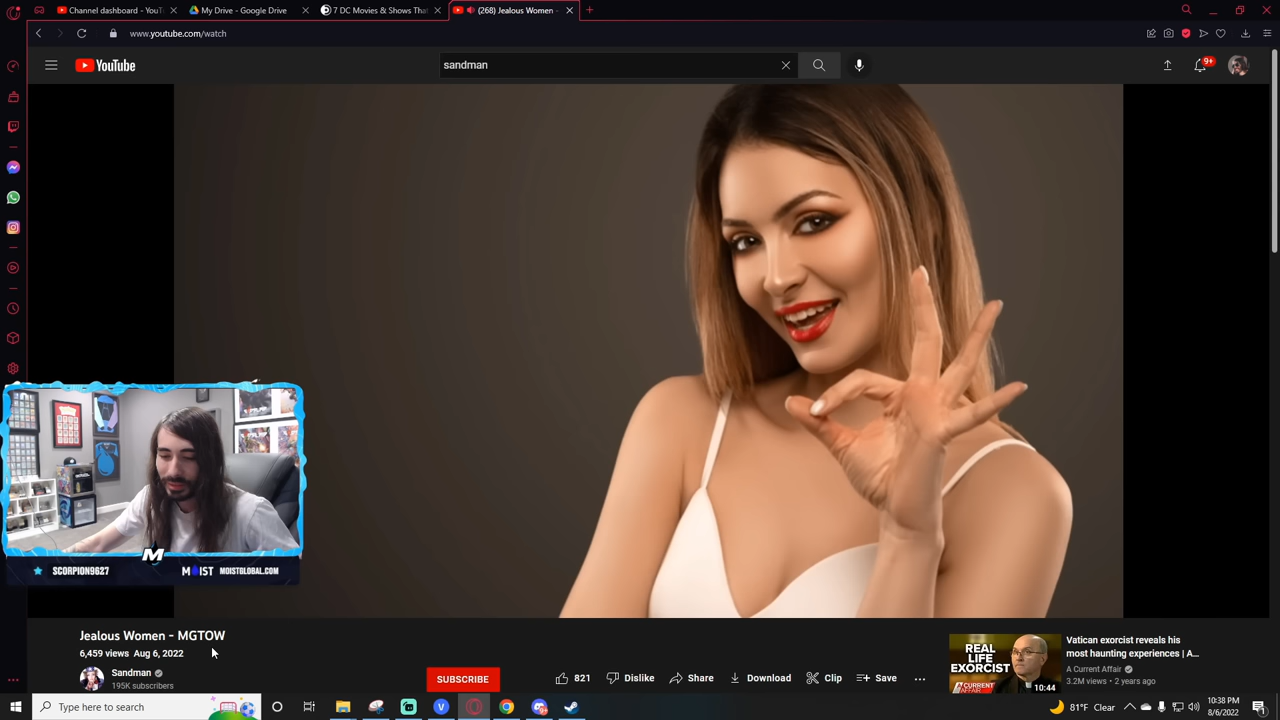 Channel dashboard - YouT
My Drive - Google Drive
7 DC Movies & Shows That
(268) Jealous Women -
www.youtube.com/watch
YouTube
sandman
9+
SCORPION9627
M
MOIST
MOISTGLOBAL.COM
Jealous Women - MGTOW
6,459 views Aug 6, 2022
Sandman
195K subscribers
SUBSCRIBE
821
Dislike
Share
Download
Clip
Save
REAL LIFE
EXORCIST
A CURRENT
AFFAIR
10:44
Vatican exorcist reveals his
most haunting experiences | A...
A Current Affair
3.2M views • 2 years ago
Type here to search
81°F Clear
10:38 PM
8/6/2022